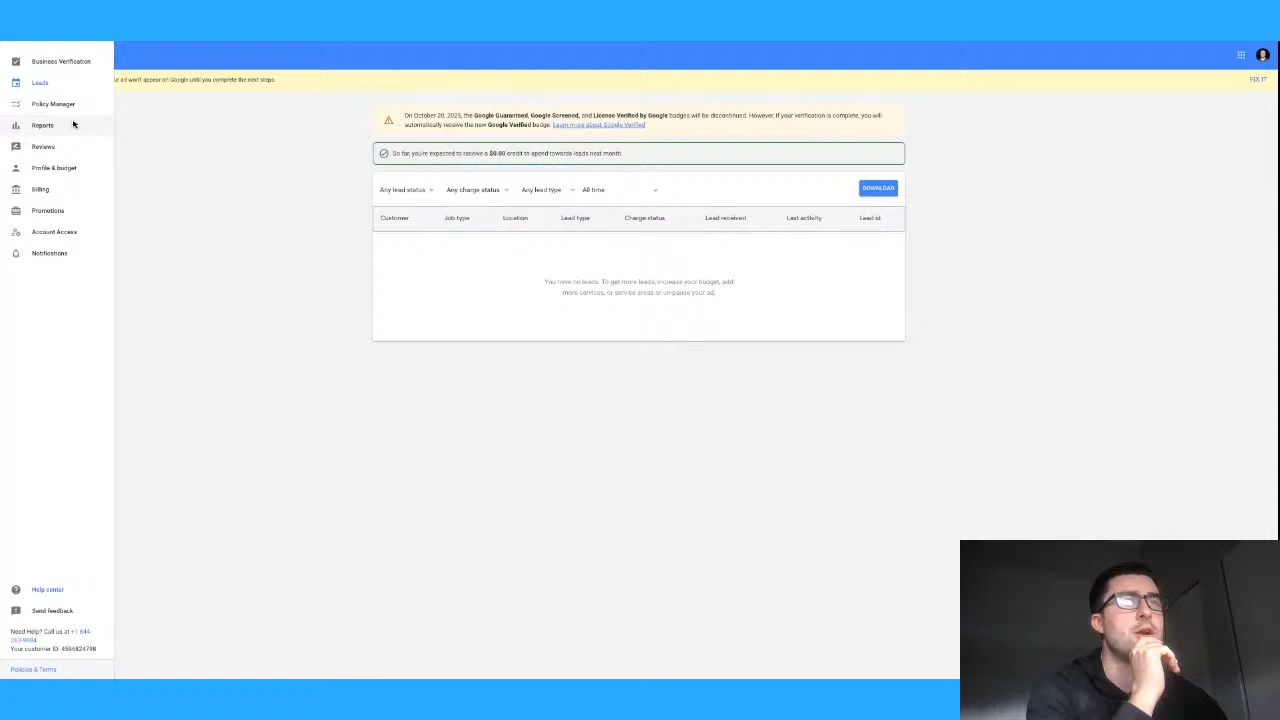 Business Verification
Leads
Policy Manager
Reports
Reviews
Profile & budget
Billing
Promotions
Account Access
Notifications
Help center
Send feedback
Need Help? Call us at +1 844-
263-9884
Your customer ID: 4596824798
Policies & Terms
ur ad won't appear on Google until you complete the next steps.
FIX IT
On October 20, 2025, the Google Guaranteed, Google Screened, and License Verified by Google badges will be discontinued. However, if your verification is complete, you will
automatically receive the new Google Verified badge. Learn more about Google Verified
So far, you're expected to receive a $0.00 credit to spend towards leads next month.
Any lead status
Any charge status
Any lead type
All time
DOWNLOAD
Customer Job type Location Lead type Charge status Lead received Last activity Lead id
You have no leads. To get more leads, increase your budget, add
more services, or service areas or un-pause your ad.